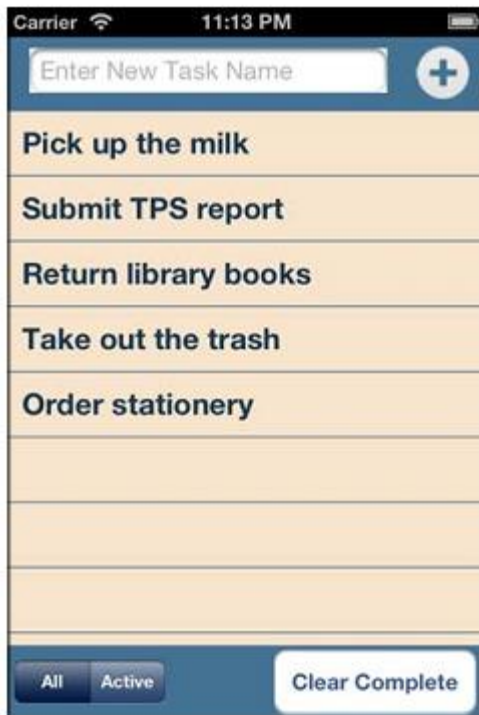 Carrier 11:13 PM
Enter New Task Name
Pick up the milk
Submit TPS report
Return library books
Take out the trash
Order stationery
All Active Clear Complete